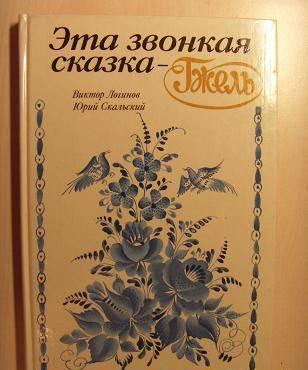 Эта звонкая
сказка– Гжель
Виктор Логинов
Юрий Скальский